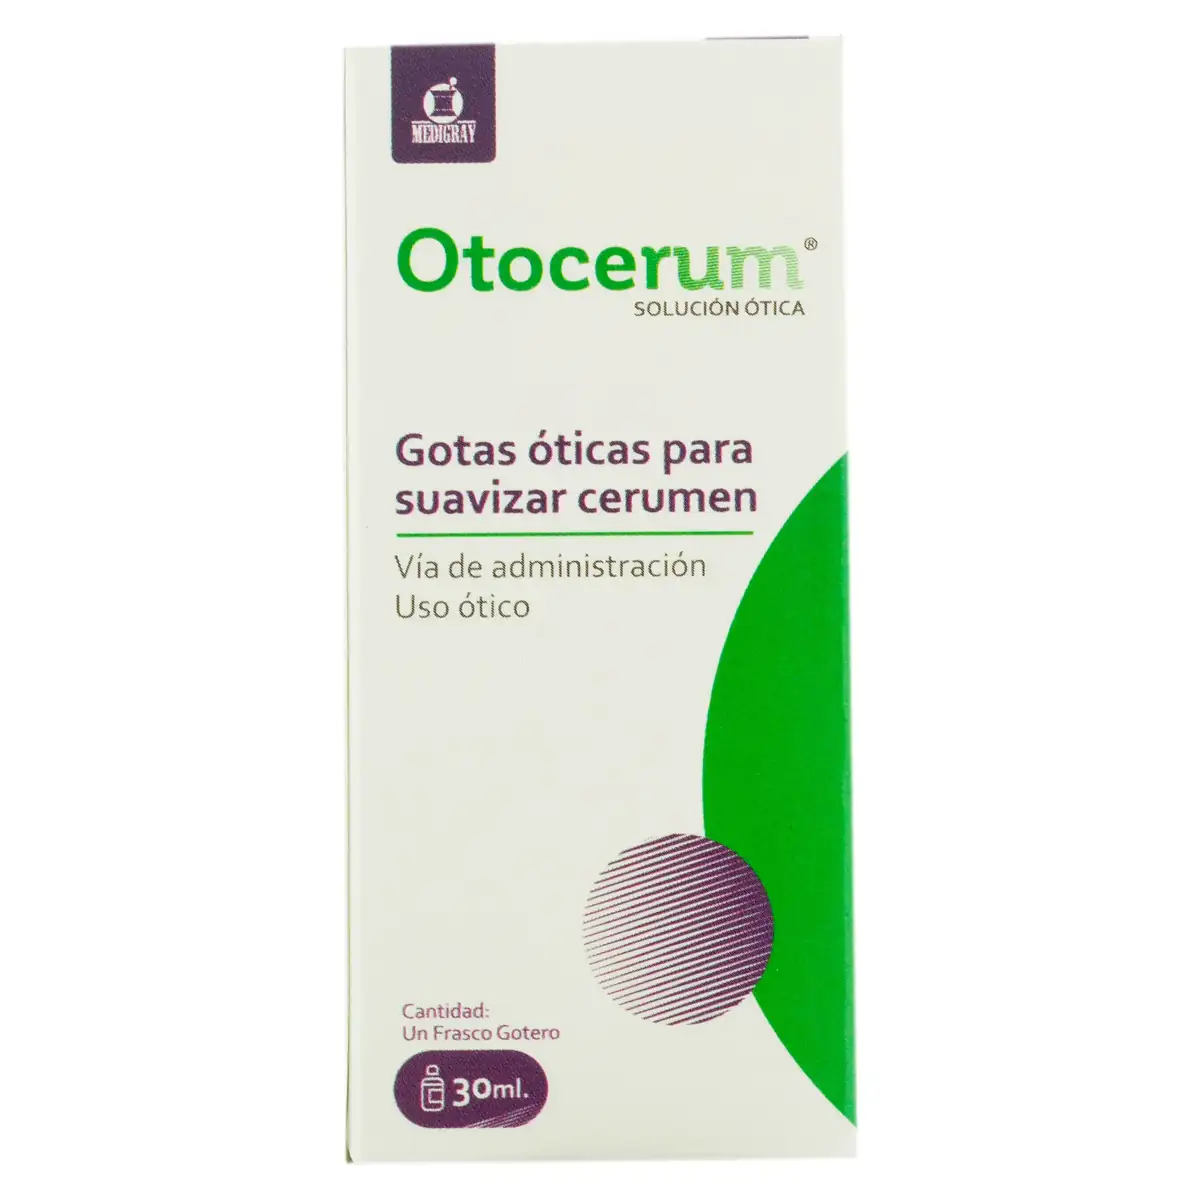 MEDIGRAY
Otocerum®
SOLUCIÓN ÓTICA
Gotas óticas para
suavizar cerumen
Vía de administración
Uso ótico
Cantidad:
Un Frasco Gotero
30ml.